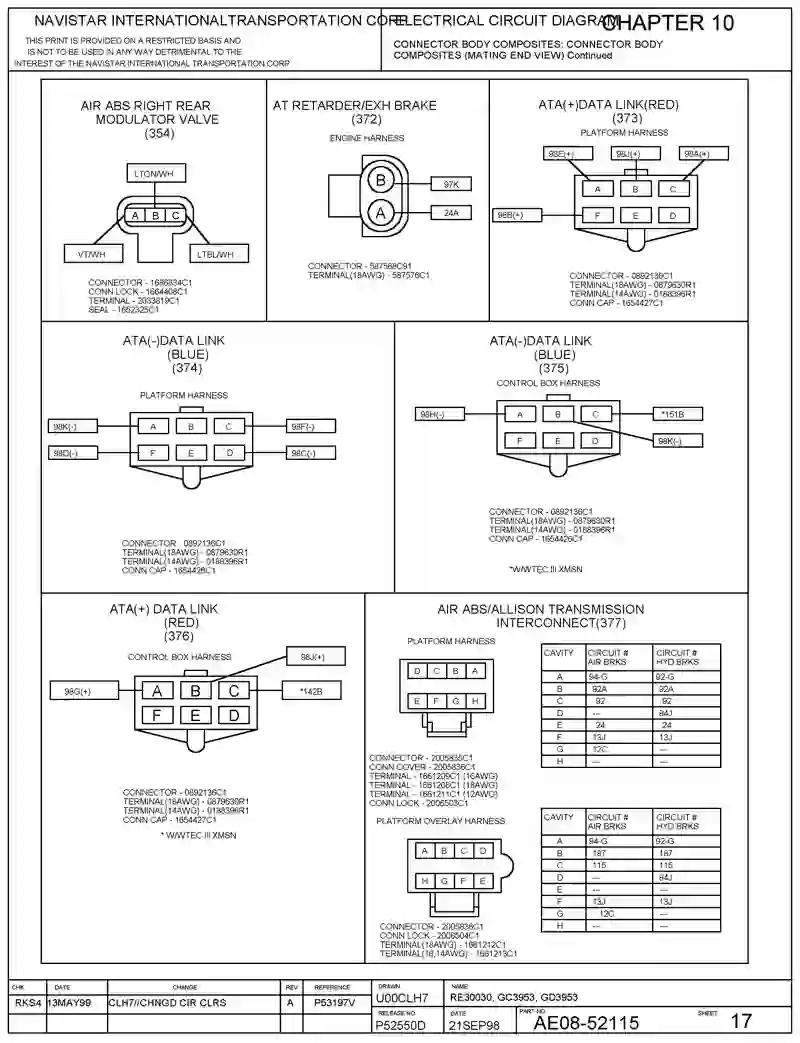 NAVISTAR INTERNATIONALTRANSPORTATION CORP
ELECTRICAL CIRCUIT DIAGRAM
CHAPTER 10
THIS PRINT IS PROVIDED ON A RESTRICTED BASIS AND
IS NOT TO BE USED IN ANY WAY DETRIMENTAL TO THE
INTEREST OF THE NAVISTAR INTERNATIONAL TRANSPORTATION CORP
CONNECTOR BODY COMPOSITES: CONNECTOR BODY
COMPOSITES (MATING END VIEW) Continued
AIR ABS RIGHT REAR
MODULATOR VALVE
(354)
LTGN/WH
A B C
VT/WH
LTBL/WH
CONNECTOR - 1686834C1
CONN LOCK - 1664408C1
TERMINAL - 2033819C1
SEAL - 1652325C1
AT RETARDER/EXH BRAKE
(372)
ENGINE HARNESS
B
97K
A
24A
CONNECTOR - 587568C91
TERMINAL(18AWG) - 587576C1
ATA(+)DATA LINK(RED)
(373)
PLATFORM HARNESS
98E(+) 98J(+) 98A(+)
A B C
98B(+)
F E D
CONNECTOR - 0892136C1
TERMINAL(18AWG) - 0879630R1
TERMINAL(14AWG) - 0188396R1
CONN CAP - 1654427C1
ATA(-)DATA LINK
(BLUE)
(374)
PLATFORM HARNESS
98K(-) A B C 98F(-)
98D(-) F E D 98C(-)
CONNECTOR 0892136C1
TERMINAL(18AWG) - 0879630R1
TERMINAL(14AWG) - 0188396R1
CONN CAP - 1654426C1
ATA(-)DATA LINK
(BLUE)
(375)
CONTROL BOX HARNESS
98H(-) A B C *151B
F E D 98K(-)
CONNECTOR - 0892136C1
TERMINAL(18AWG) - 0879630R1
TERMINAL(14AWG) - 0188396R1
CONN CAP - 1654426C1
*W/WTEC III XMSN
ATA(+) DATA LINK
(RED)
(376)
CONTROL BOX HARNESS
98J(+)
98G(+) A B C *142B
F E D
CONNECTOR - 0892136C1
TERMINAL(18AWG) - 0879630R1
TERMINAL(14AWG) - 0188396R1
CONN CAP - 1654427C1
* W/WTEC III XMSN
AIR ABS/ALLISON TRANSMISSION
INTERCONNECT(377)
PLATFORM HARNESS
D C B A
E F G H
CONNECTOR - 2005835C1
CONN COVER - 2005836C1
TERMINAL - 1661209C1 (16AWG)
TERMINAL - 1661208C1 (18AWG)
TERMINAL - 1661211C1 (12AWG)
CONN LOCK - 2006503C1
CAVITY CIRCUIT # AIR BRKS CIRCUIT # HYD BRKS
A 94-G 92-G
B 92A 92A
C 92 92
D --- 84J
E 24 24
F 13J 13J
G 12C ---
H --- ---
PLATFORM OVERLAY HARNESS
A B C D
H G F E
CONNECTOR - 2005838C1
CONN LOCK - 2006504C1
TERMINAL(18AWG) - 1661212C1
TERMINAL(16,14AWG) - 1661213C1
CAVITY CIRCUIT # AIR BRKS CIRCUIT # HYD BRKS
A 94-G 92-G
B 187 187
C 115 115
D --- 84J
E --- ---
F 13J 13J
G 12C ---
H --- ---
CHK DATE CHANGE REV REFERENCE
RKS4 13MAY99 CLH7//CHNGD CIR CLRS A P53197V
DRAWN
U00CLH7
NAME
RE30030, GC3953, GD3953
RELEASE NO.
P52550D
DATE
21SEP98
PART-NO.
AE08-52115
SHEET
17